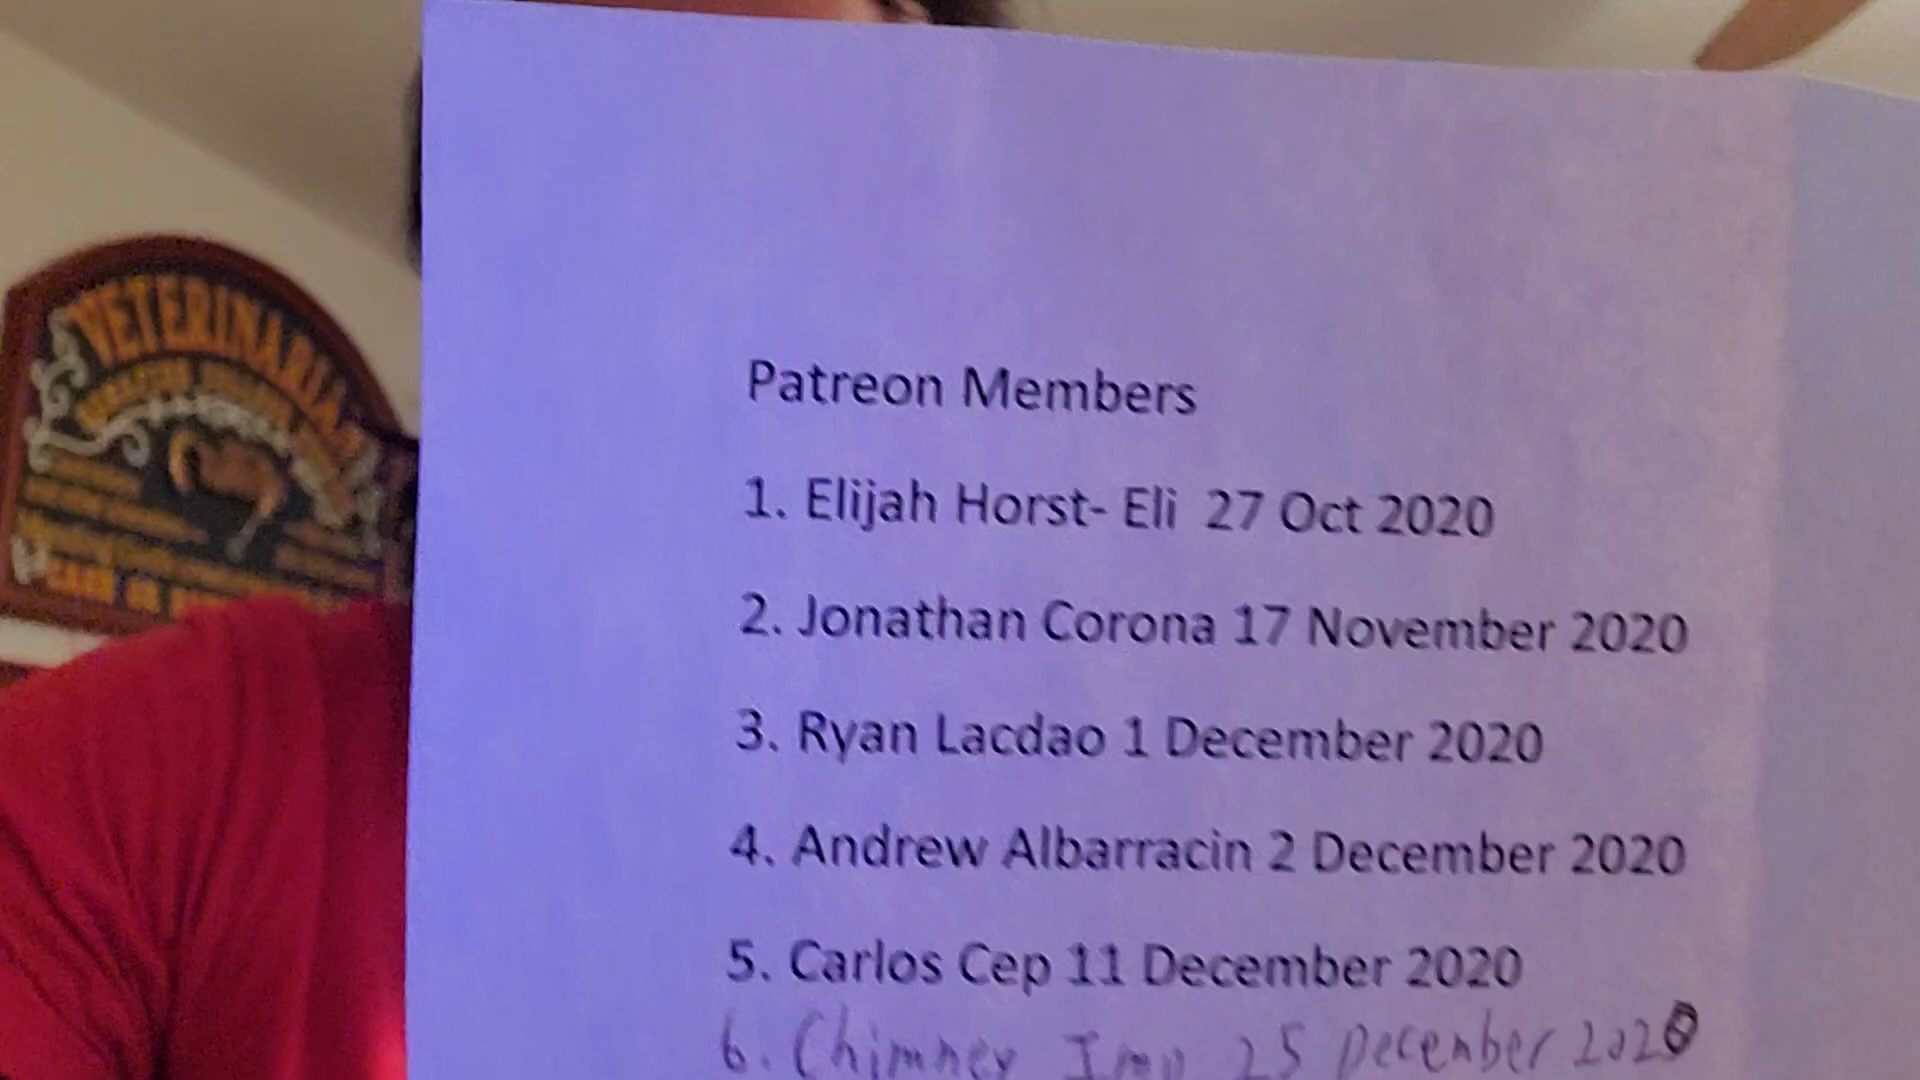 VETERINARIAN
Patreon Members
1. Elijah Horst- Eli 27 Oct 2020
2. Jonathan Corona 17 November 2020
3. Ryan Lacdao 1 December 2020
4. Andrew Albarracin 2 December 2020
5. Carlos Cep 11 December 2020
6. Chimney Imp 25 December 2020